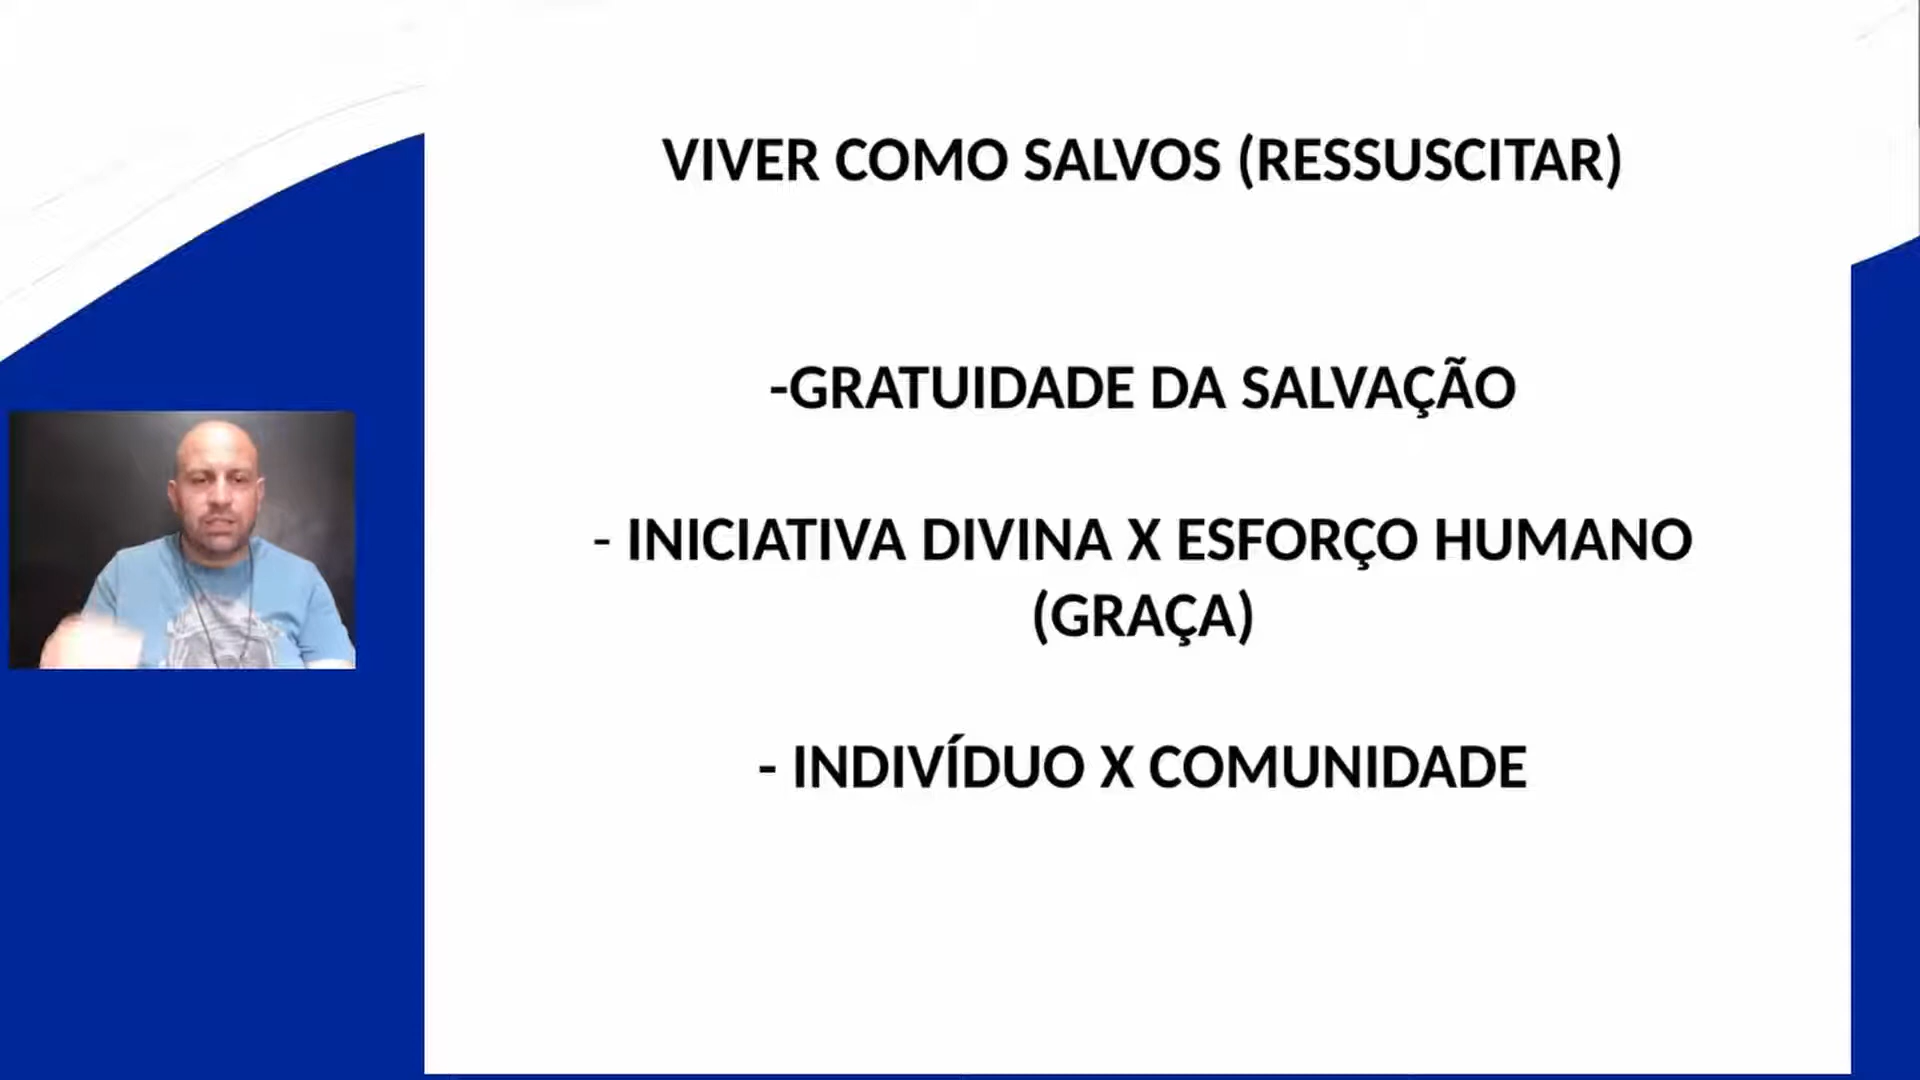 VIVER COMO SALVOS (RESSUSCITAR)
-GRATUIDADE DA SALVAÇÃO
- INICIATIVA DIVINA X ESFORÇO HUMANO
(GRAÇA)
- INDIVÍDUO X COMUNIDADE